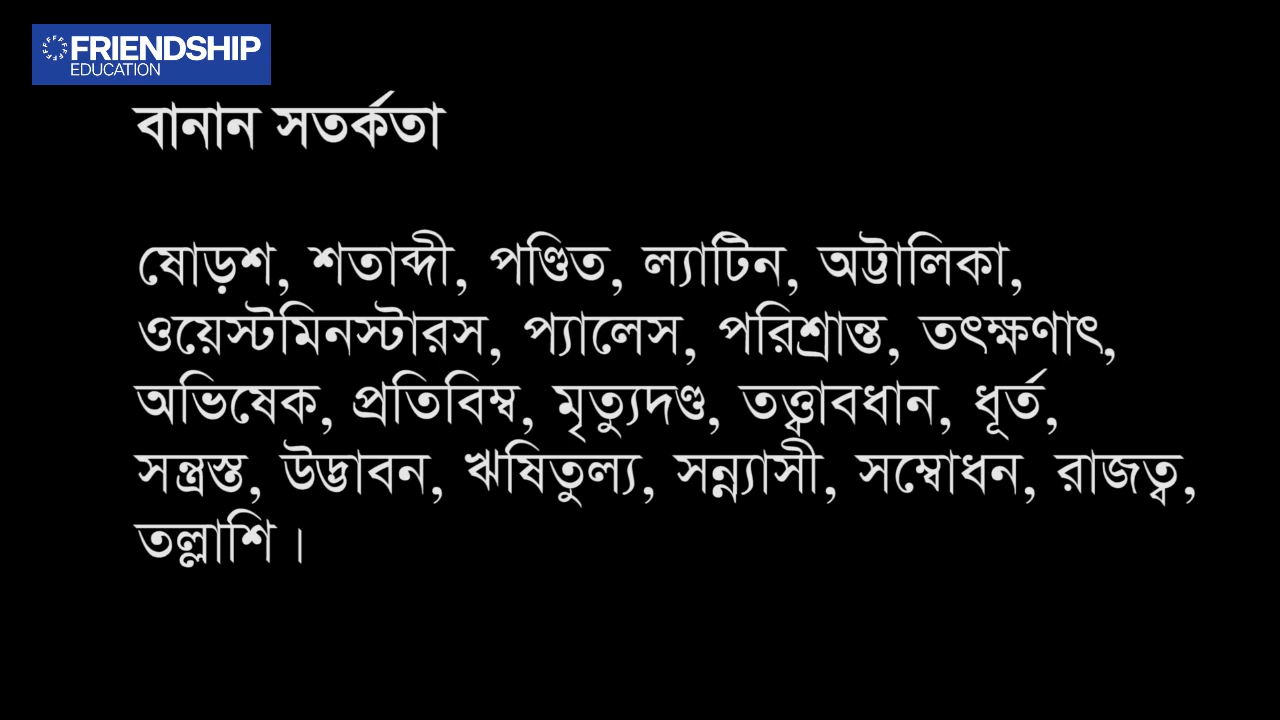 FRIENDSHIP
EDUCATION
বানান সতর্কতা
ষোড়শ, শতাব্দী, পণ্ডিত, ল্যাটিন, অট্টালিকা,
ওয়েস্টমিনস্টারস, প্যালেস, পরিশ্রান্ত, তৎক্ষণাৎ,
অভিষেক, প্রতিবিম্ব, মৃত্যুদণ্ড, তত্ত্বাবধান, ধূর্ত,
সন্ত্রস্ত, উদ্ভাবন, ঋষিতুল্য, সন্ন্যাসী, সম্বোধন, রাজত্ব,
তল্লাশি।